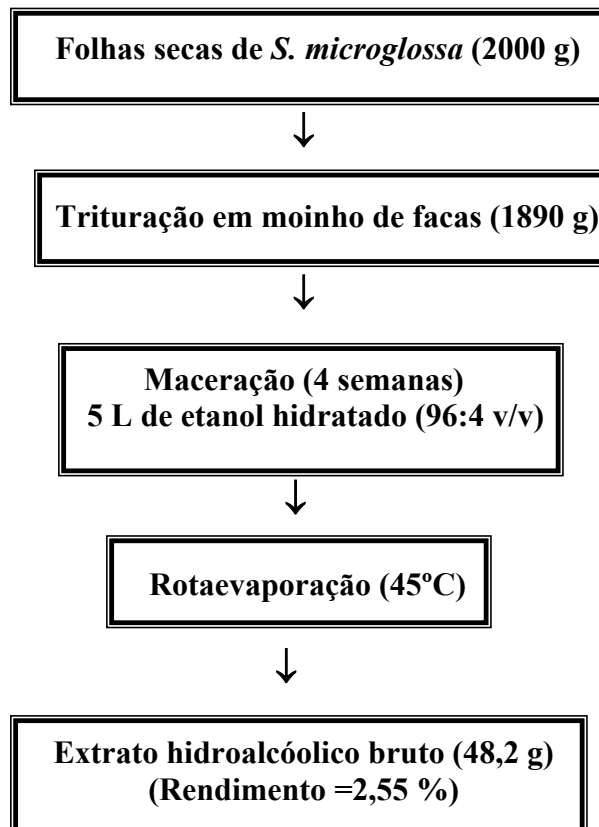 Folhas secas de S. microglossa (2000 g)
↓
Trituração em moinho de facas (1890 g)
↓
Maceração (4 semanas)
5 L de etanol hidratado (96:4 v/v)
↓
Rotaevaporação (45ºC)
↓
Extrato hidroalcóolico bruto (48,2 g)
(Rendimento =2,55 %)